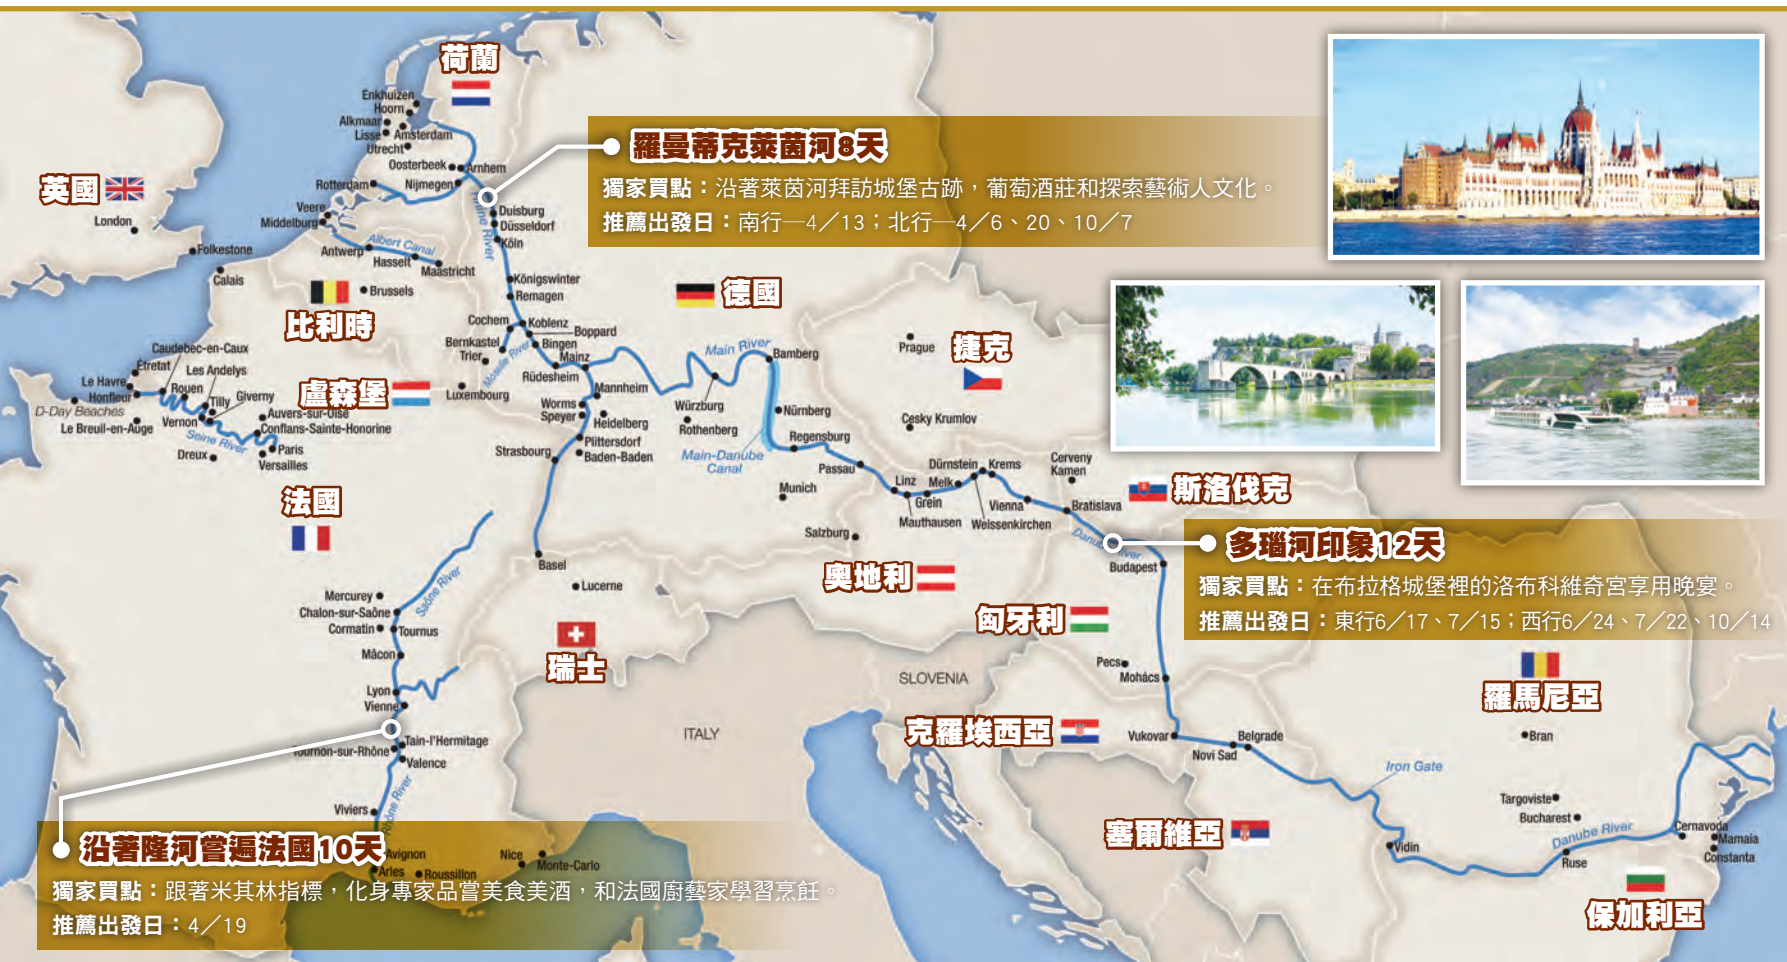 荷蘭
Enkhuizen
Hoorn
Alkmaar
Lisse
Amsterdam
Utrecht
Oosterbeek
Arnhem
Nijmegen
Rotterdam
英國
London
Veere
Middelburg
Folkestone
Calais
Antwerp
Albert Canal
Hasselt
Maastricht
Brussels
比利時
Rhine River
Duisburg
Düsseldorf
Köln
Königswinter
Remagen
羅曼蒂克萊茵河8天
獨家買點：沿著萊茵河拜訪城堡古跡，葡萄酒莊和探索藝術人文化。
推薦出發日：南行─4／13；北行─4／6、20、10／7
德國
Cochem
Koblenz
Boppard
Bernkastel
Bingen
Trier
Moselle River
Mainz
Rüdesheim
Luxembourg
盧森堡
Mannheim
Worms
Speyer
Heidelberg
Plittersdorf
Baden-Baden
Strasbourg
Main River
Bamberg
Würzburg
Rothenberg
Nürnberg
Main-Danube
Canal
Regensburg
Passau
Munich
Salzburg
Prague
捷克
Cesky Krumlov
Caudebec-en-Caux
Étretat
Les Andelys
Le Havre
Honfleur
Rouen
Giverny
Tilly
D-Day Beaches
Le Breuil-en-Auge
Vernon
Auvers-sur-Oise
Conflans-Sainte-Honorine
Seine River
Paris
Dreux
Versailles
法國
Linz
Melk
Dürnstein
Krems
Grein
Mauthausen
Weissenkirchen
Vienna
Cerveny
Kamen
Bratislava
斯洛伐克
Danube River
Budapest
多瑙河印象12天
獨家買點：在布拉格城堡裡的洛布科維奇宮享用晚宴。
推薦出發日：東行6／17、7／15；西行6／24、7／22、10／14
奧地利
匈牙利
Basel
Lucerne
瑞士
Mercurey
Chalon-sur-Saône
Cormatin
Tournus
Saône River
Mâcon
Lyon
Vienne
Tain-l'Hermitage
Tournon-sur-Rhône
Valence
Viviers
Rhône River
Avignon
Arles
Roussillon
Nice
Monte-Carlo
沿著隆河嘗遍法國10天
獨家買點：跟著米其林指標，化身專家品嘗美食美酒，和法國廚藝家學習烹飪。
推薦出發日：4／19
ITALY
SLOVENIA
Pecs
Mohács
克羅埃西亞
Vukovar
Novi Sad
Belgrade
塞爾維亞
Iron Gate
羅馬尼亞
Bran
Targoviste
Bucharest
Vidin
Danube River
Ruse
Cernavoda
Mamaia
Constanta
保加利亞